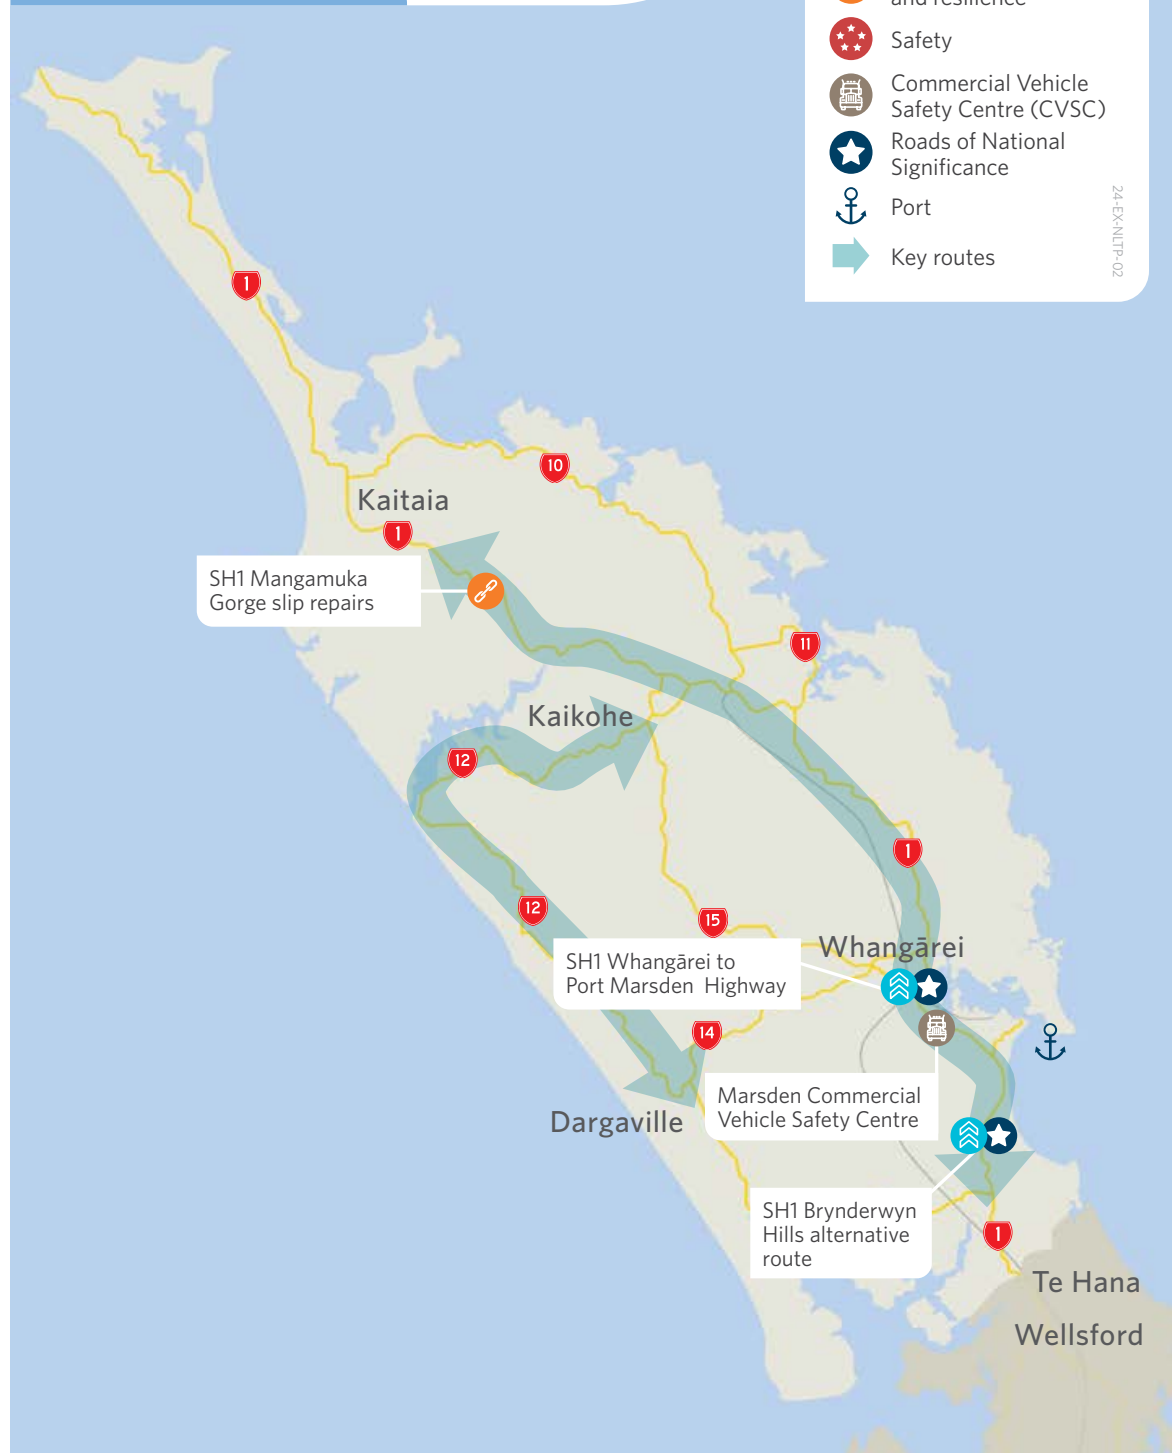 and resilience
Safety
Commercial Vehicle
Safety Centre (CVSC)
Roads of National
Significance
Port
Key routes
24-EX-NLTP-02
1
10
Kaitaia
1
SH1 Mangamuka
Gorge slip repairs
11
Kaikohe
12
1
12
15
Whangārei
SH1 Whangārei to
Port Marsden Highway
14
Marsden Commercial
Vehicle Safety Centre
Dargaville
SH1 Brynderwyn
Hills alternative
route
1
Te Hana
Wellsford